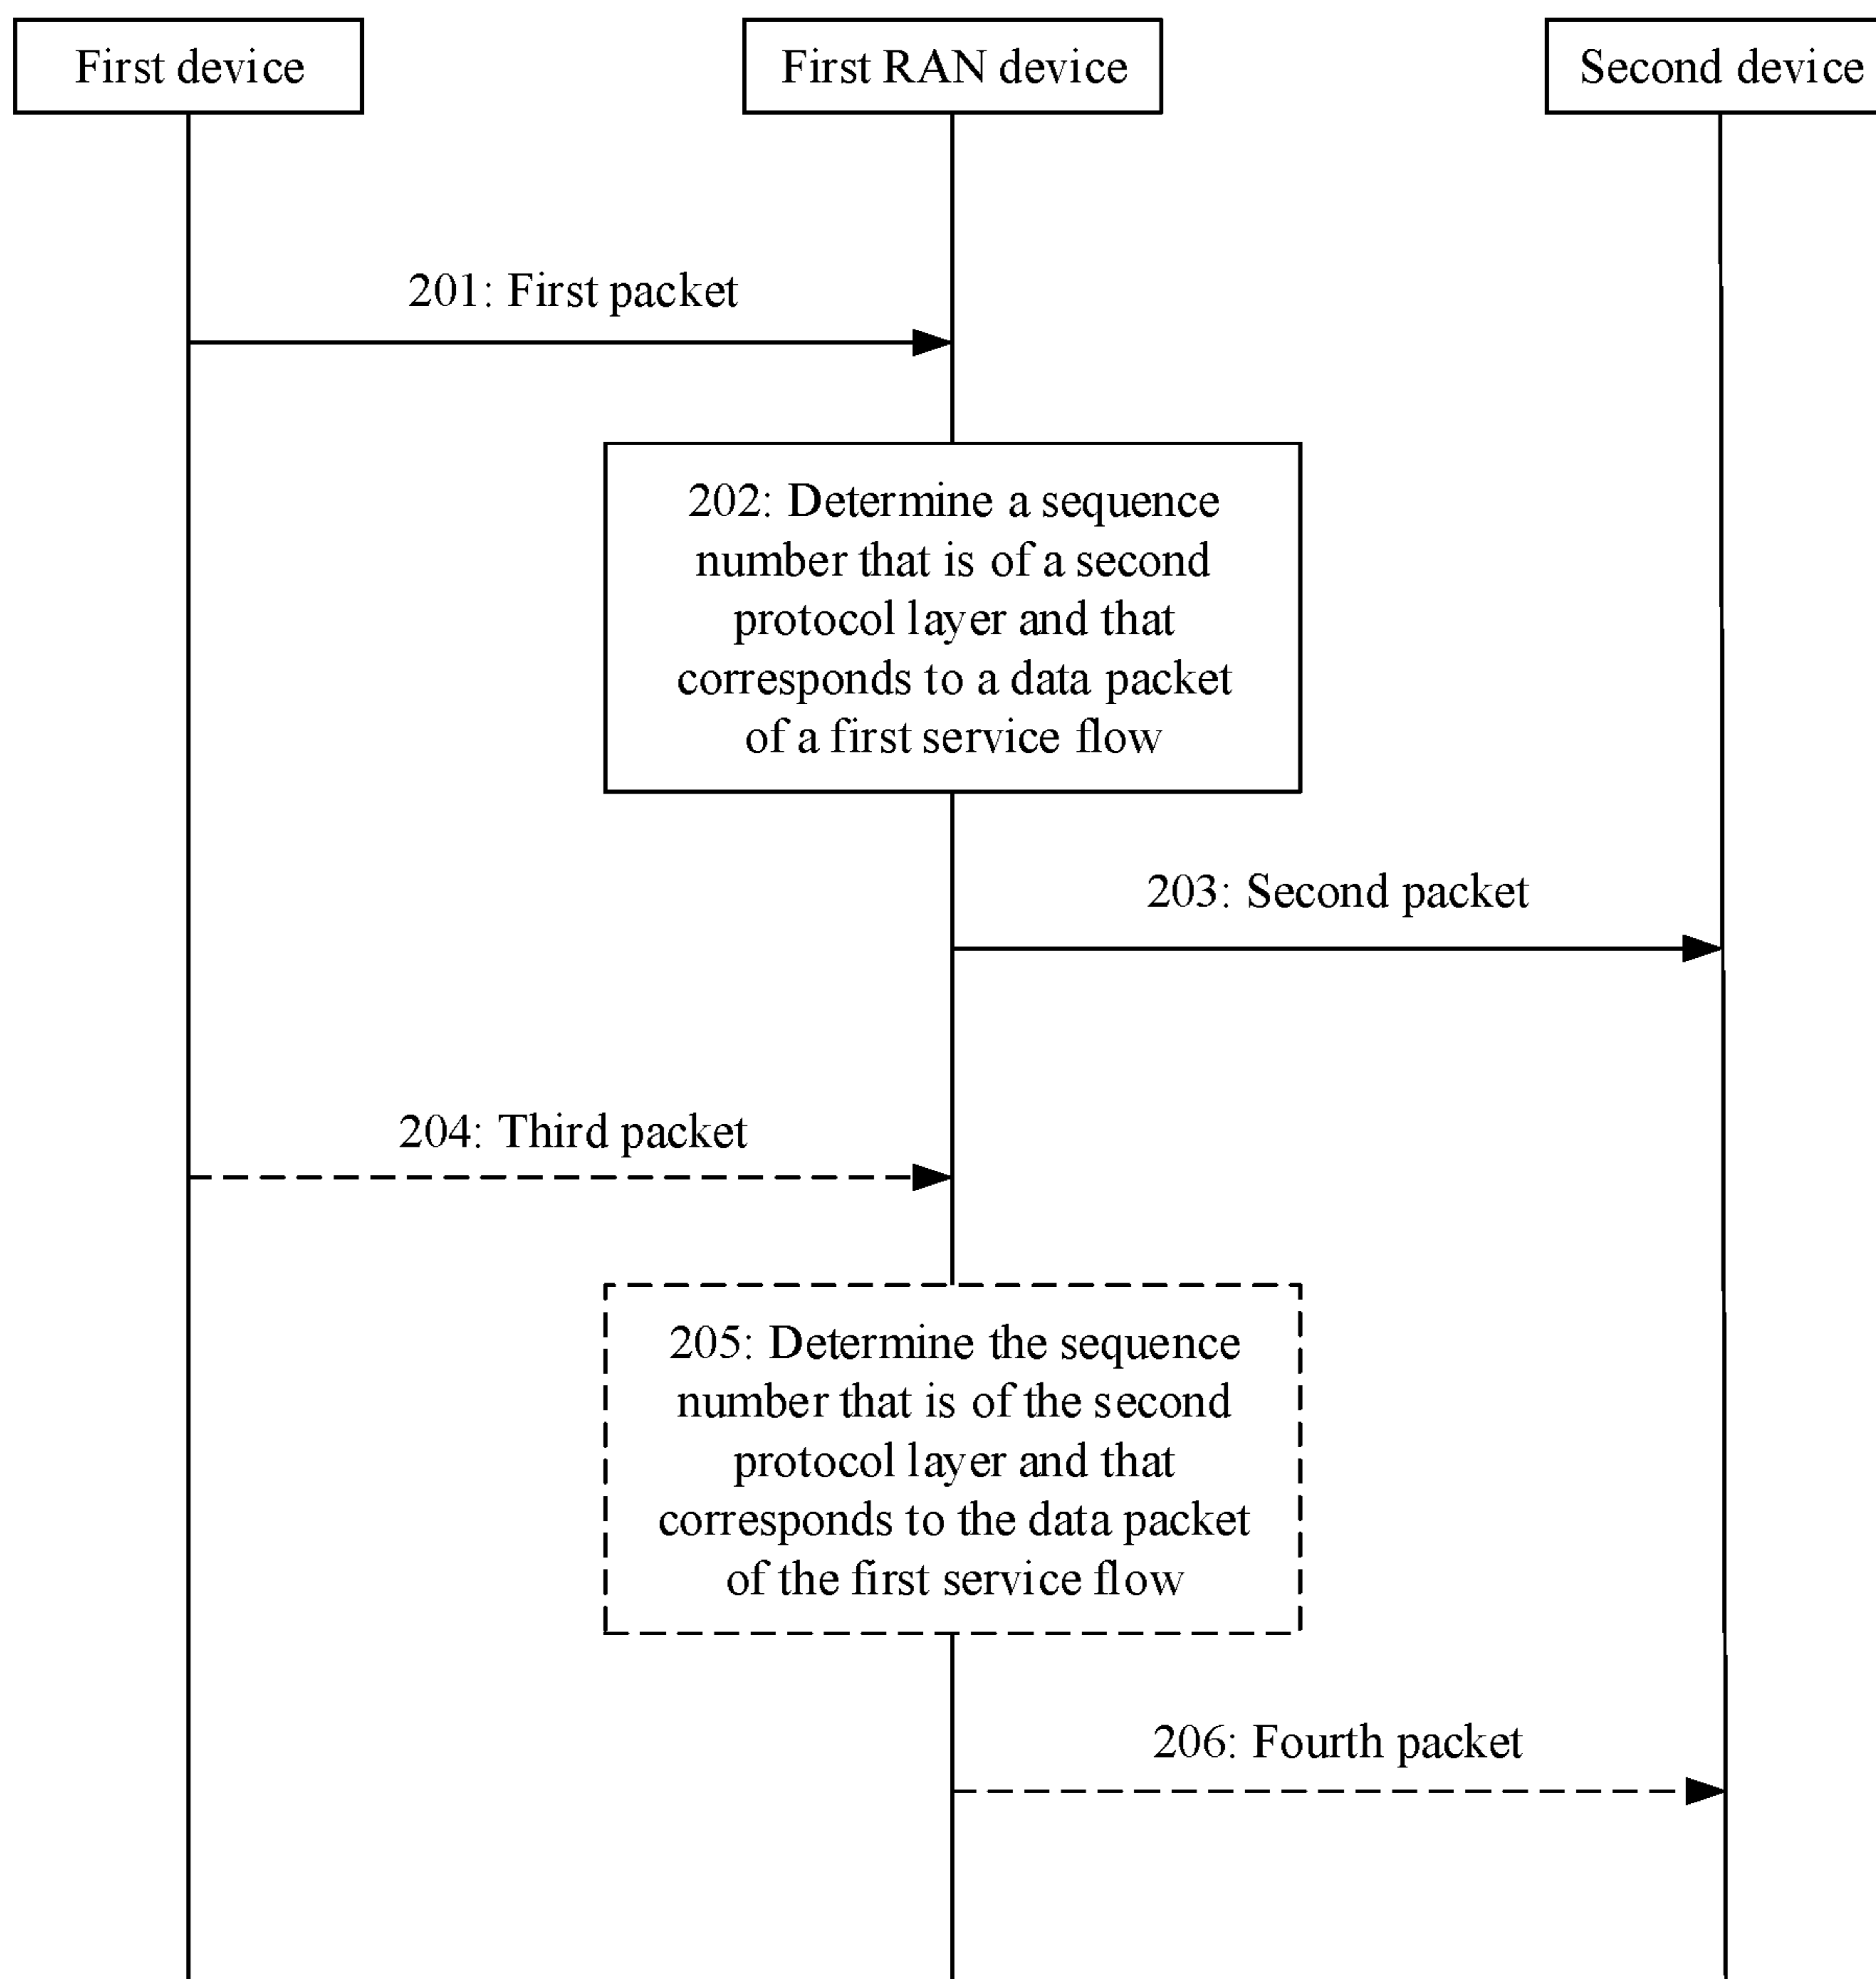 First device
First RAN device
Second device
201: First packet
202: Determine a sequence
number that is of a second
protocol layer and that
corresponds to a data packet
of a first service flow
203: Second packet
204: Third packet
205: Determine the sequence
number that is of the second
protocol layer and that
corresponds to the data packet
of the first service flow
206: Fourth packet